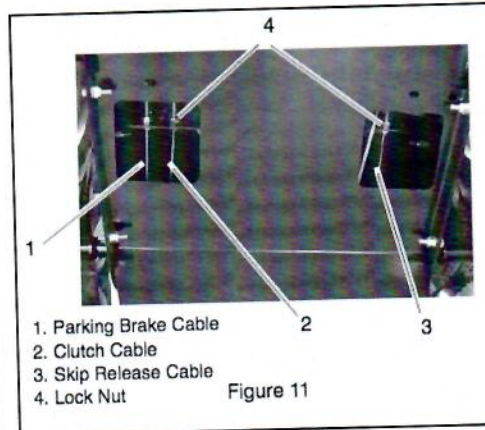 4
1
2
3
1. Parking Brake Cable
2. Clutch Cable
3. Skip Release Cable
4. Lock Nut
Figure 11